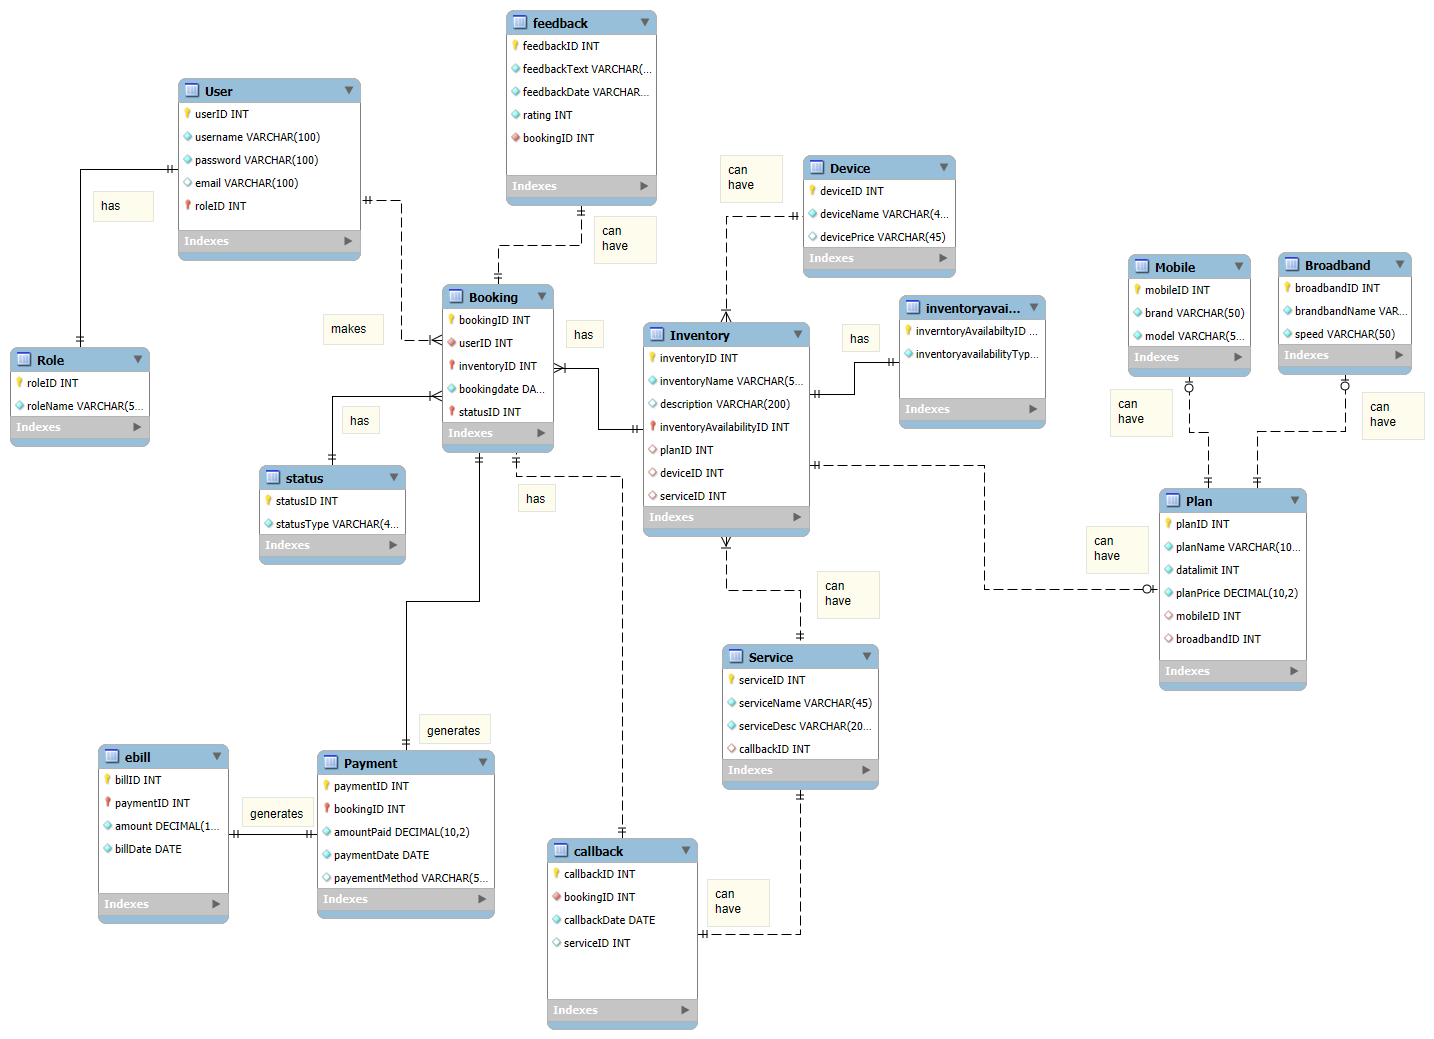 feedback
feedbackID INT
feedbackText VARCHAR(...
feedbackDate VARCHAR...
rating INT
bookingID INT
Indexes
User
userID INT
username VARCHAR(100)
password VARCHAR(100)
email VARCHAR(100)
roleID INT
Indexes
has
can
have
can
have
Device
deviceID INT
deviceName VARCHAR(4...
devicePrice VARCHAR(45)
Indexes
Mobile
mobileID INT
brand VARCHAR(50)
model VARCHAR(5...
Indexes
Broadband
broadbandID INT
brandbandName VAR...
speed VARCHAR(50)
Indexes
Booking
bookingID INT
userID INT
inventoryID INT
bookingdate DA...
statusID INT
Indexes
makes
has
Inventory
inventoryID INT
inventoryName VARCHAR(5...
description VARCHAR(200)
inventoryAvailabilityID INT
planID INT
deviceID INT
serviceID INT
Indexes
has
inventoryavai...
inverntoryAvailabiltyID ...
inventoryavailabilityTyp...
Indexes
Role
roleID INT
roleName VARCHAR(5...
Indexes
can
have
can
have
has
status
statusID INT
statusType VARCHAR(4...
Indexes
has
Plan
planID INT
planName VARCHAR(10...
datalimit INT
planPrice DECIMAL(10,2)
mobileID INT
broadbandID INT
Indexes
can
have
can
have
Service
serviceID INT
serviceName VARCHAR(45)
serviceDesc VARCHAR(20...
callbackID INT
Indexes
generates
ebill
billID INT
paymentID INT
amount DECIMAL(1...
billDate DATE
Indexes
generates
Payment
paymentID INT
bookingID INT
amountPaid DECIMAL(10,2)
paymentDate DATE
payementMethod VARCHAR(5...
Indexes
callback
callbackID INT
bookingID INT
callbackDate DATE
serviceID INT
Indexes
can
have